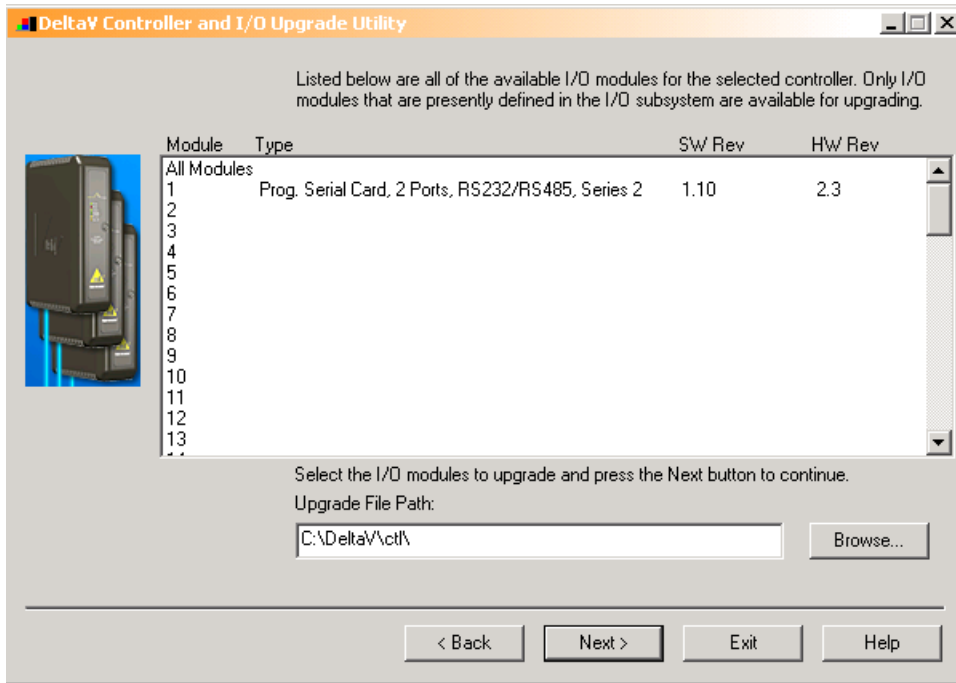 DeltaV Controller and I/O Upgrade Utility
Listed below are all of the available I/O modules for the selected controller. Only I/O
modules that are presently defined in the I/O subsystem are available for upgrading.
Module Type SW Rev HW Rev
All Modules
1 Prog. Serial Card, 2 Ports, RS232/RS485, Series 2 1.10 2.3
2
3
4
5
6
7
8
9
10
11
12
13
Select the I/O modules to upgrade and press the Next button to continue.
Upgrade File Path:
C:\DeltaV\ctl\
Browse...
< Back Next > Exit Help